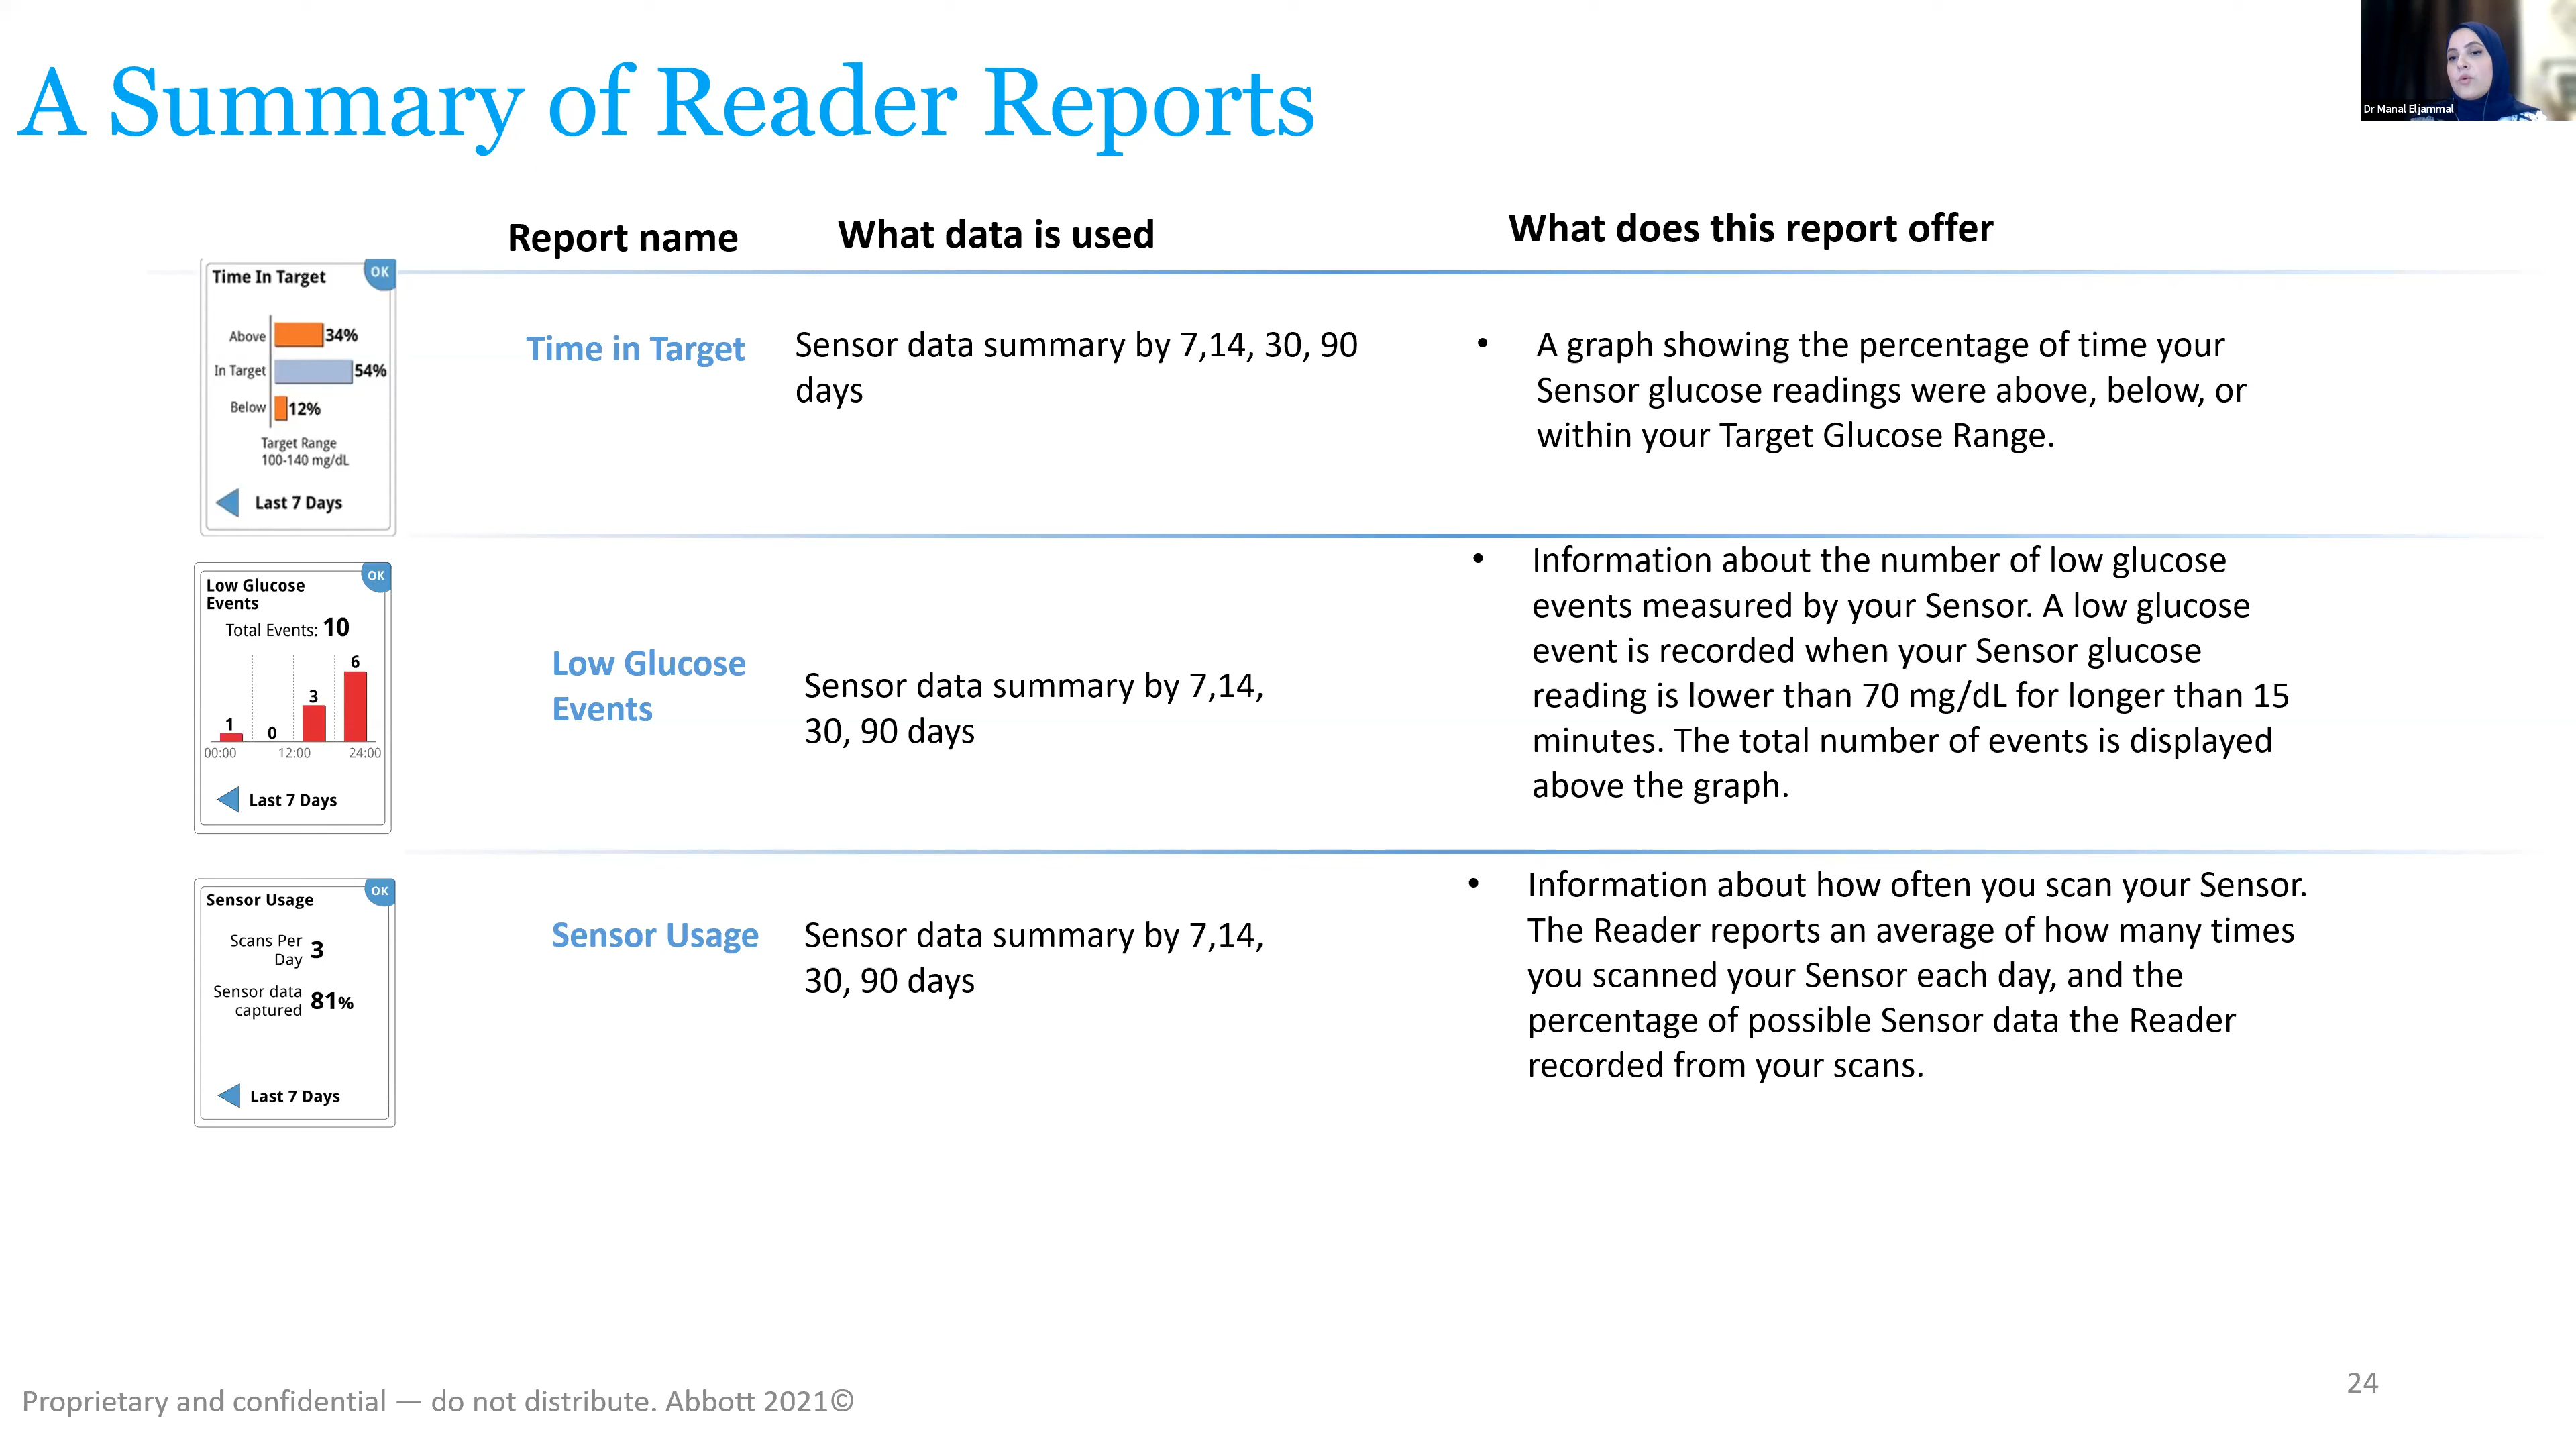 A Summary of Reader Reports
Dr Manal Eljammal
Report name
What data is used
What does this report offer
Time In Target
OK
Above 34%
In Target 54%
Below 12%
Target Range
100-140 mg/dL
Last 7 Days
Time in Target
Sensor data summary by 7,14, 30, 90
days
• A graph showing the percentage of time your
Sensor glucose readings were above, below, or
within your Target Glucose Range.
Low Glucose
Events
OK
Total Events: 10
1
0
3
6
00:00 12:00 24:00
Last 7 Days
Low Glucose
Events
Sensor data summary by 7,14,
30, 90 days
• Information about the number of low glucose
events measured by your Sensor. A low glucose
event is recorded when your Sensor glucose
reading is lower than 70 mg/dL for longer than 15
minutes. The total number of events is displayed
above the graph.
Sensor Usage
OK
Scans Per
Day 3
Sensor data
captured 81%
Last 7 Days
Sensor Usage
Sensor data summary by 7,14,
30, 90 days
• Information about how often you scan your Sensor.
The Reader reports an average of how many times
you scanned your Sensor each day, and the
percentage of possible Sensor data the Reader
recorded from your scans.
Proprietary and confidential — do not distribute. Abbott 2021©
24